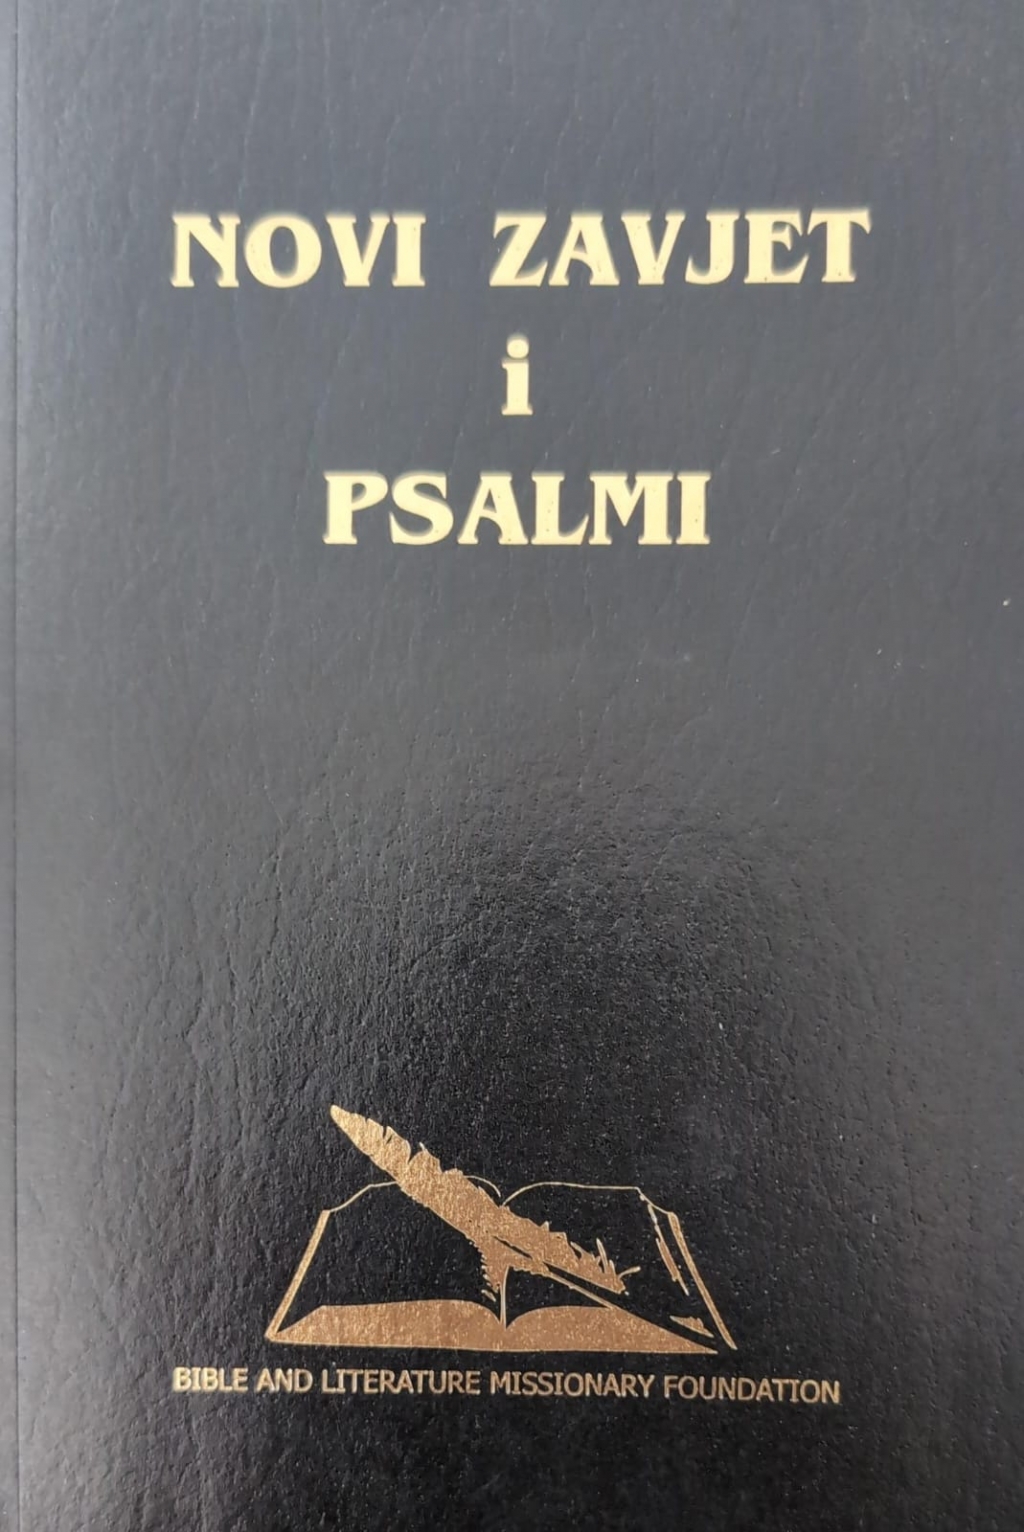 NOVI ZAVJET
i
PSALMI
BIBLE AND LITERATURE MISSIONARY FOUNDATION